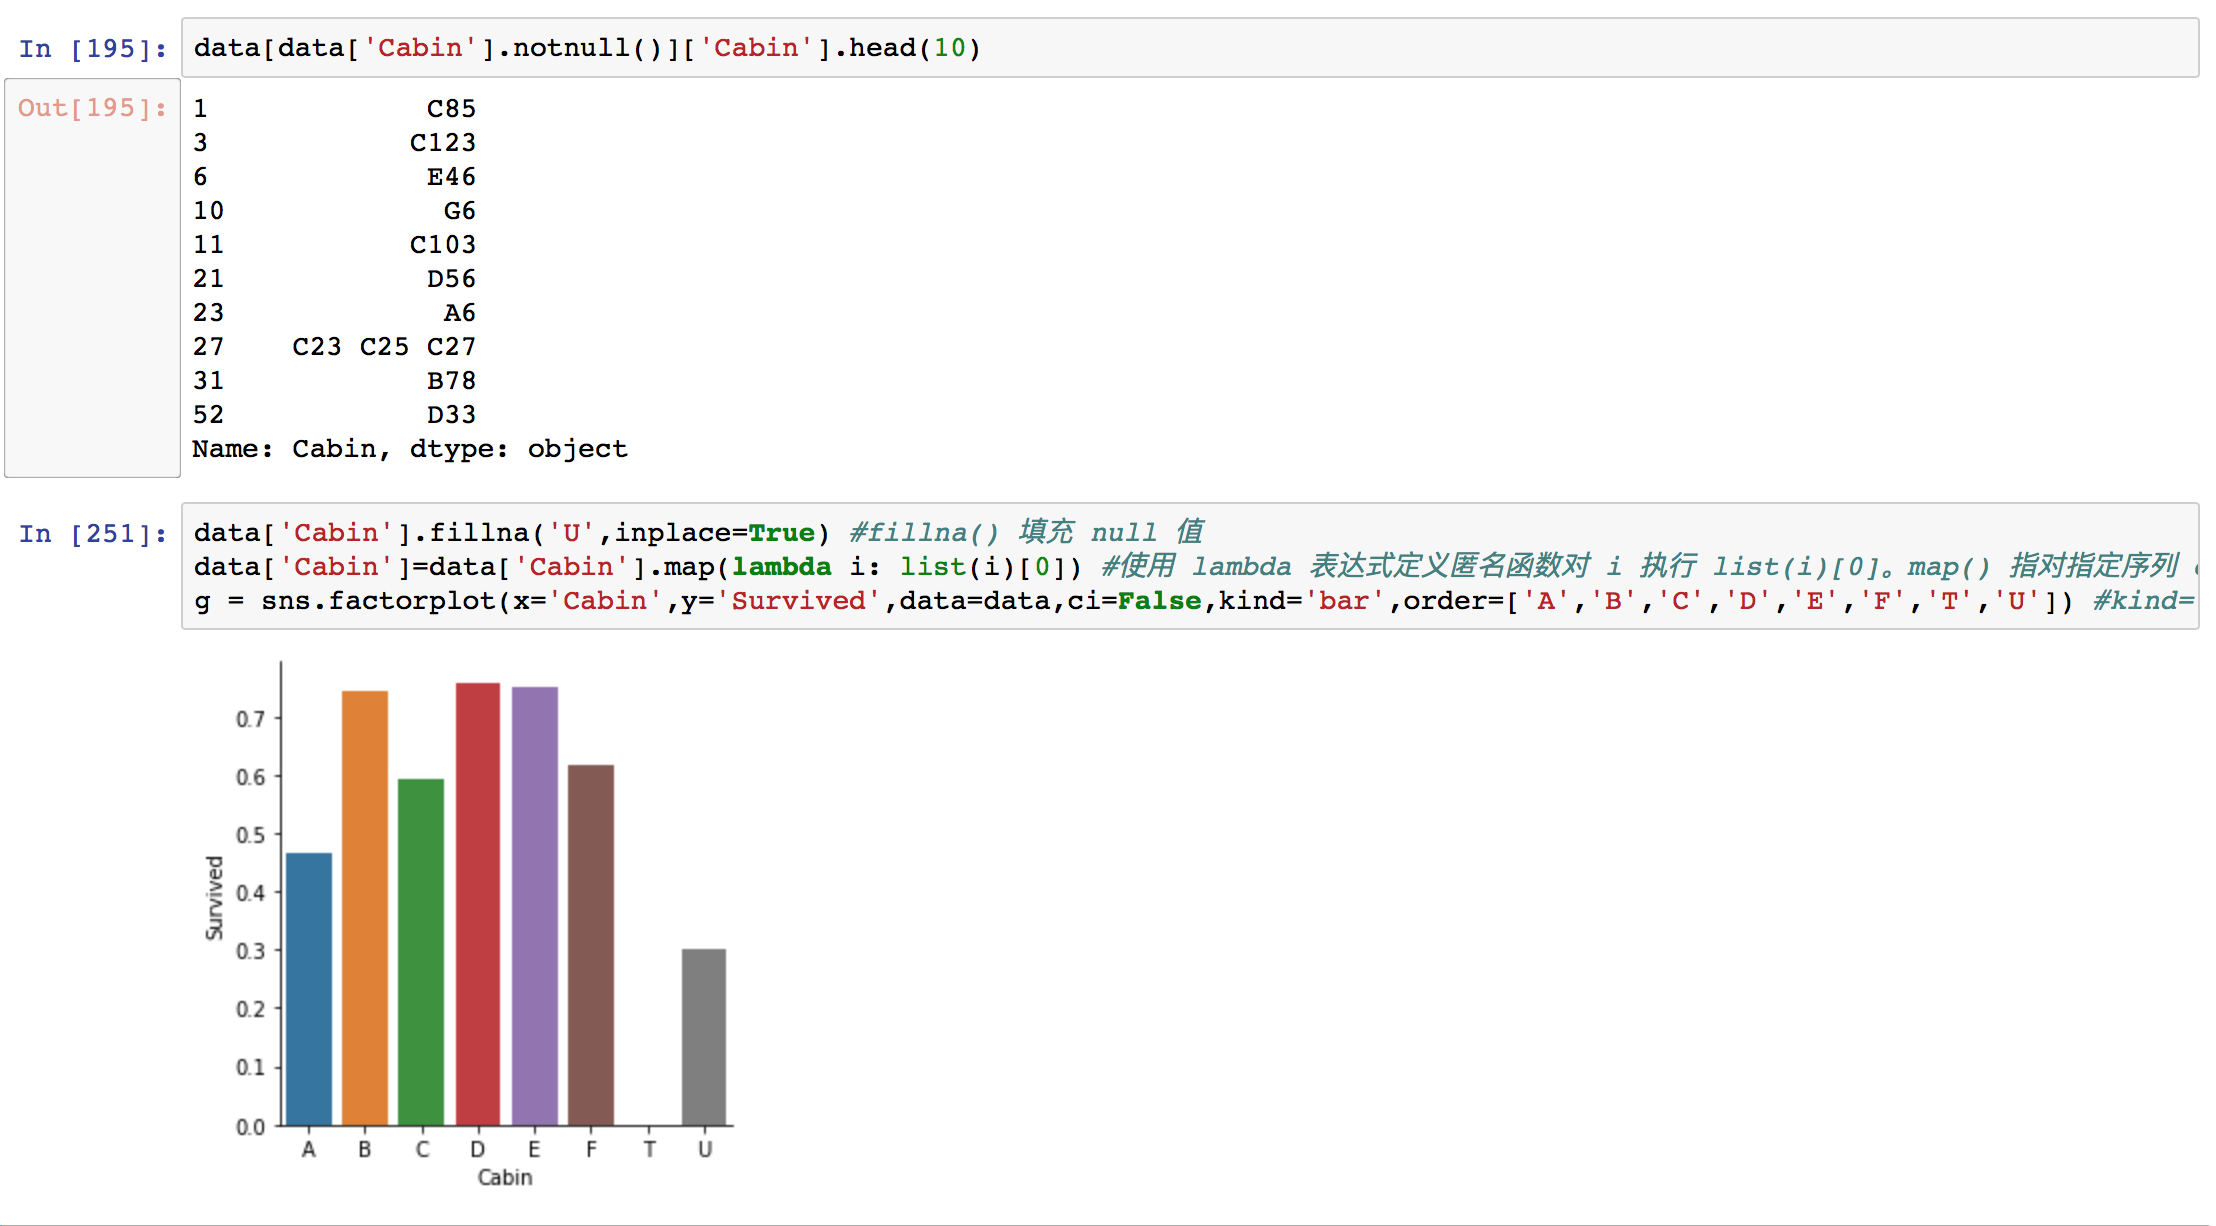 In [195]: data[data['Cabin'].notnull()]['Cabin'].head(10)
Out[195]:
1 C85
3 C123
6 E46
10 G6
11 C103
21 D56
23 A6
27 C23 C25 C27
31 B78
52 D33
Name: Cabin, dtype: object
In [251]: data['Cabin'].fillna('U',inplace=True) #fillna() 填充 null 值
data['Cabin']=data['Cabin'].map(lambda i: list(i)[0]) #使用 lambda 表达式定义匿名函数对 i 执行 list(i)[0]。map() 指对指定序列
g = sns.factorplot(x='Cabin',y='Survived',data=data,ci=False,kind='bar',order=['A','B','C','D','E','F','T','U']) #kind=
0.7
0.6
0.5
0.4
0.3
0.2
0.1
0.0
Survived
A B C D E F T U
Cabin